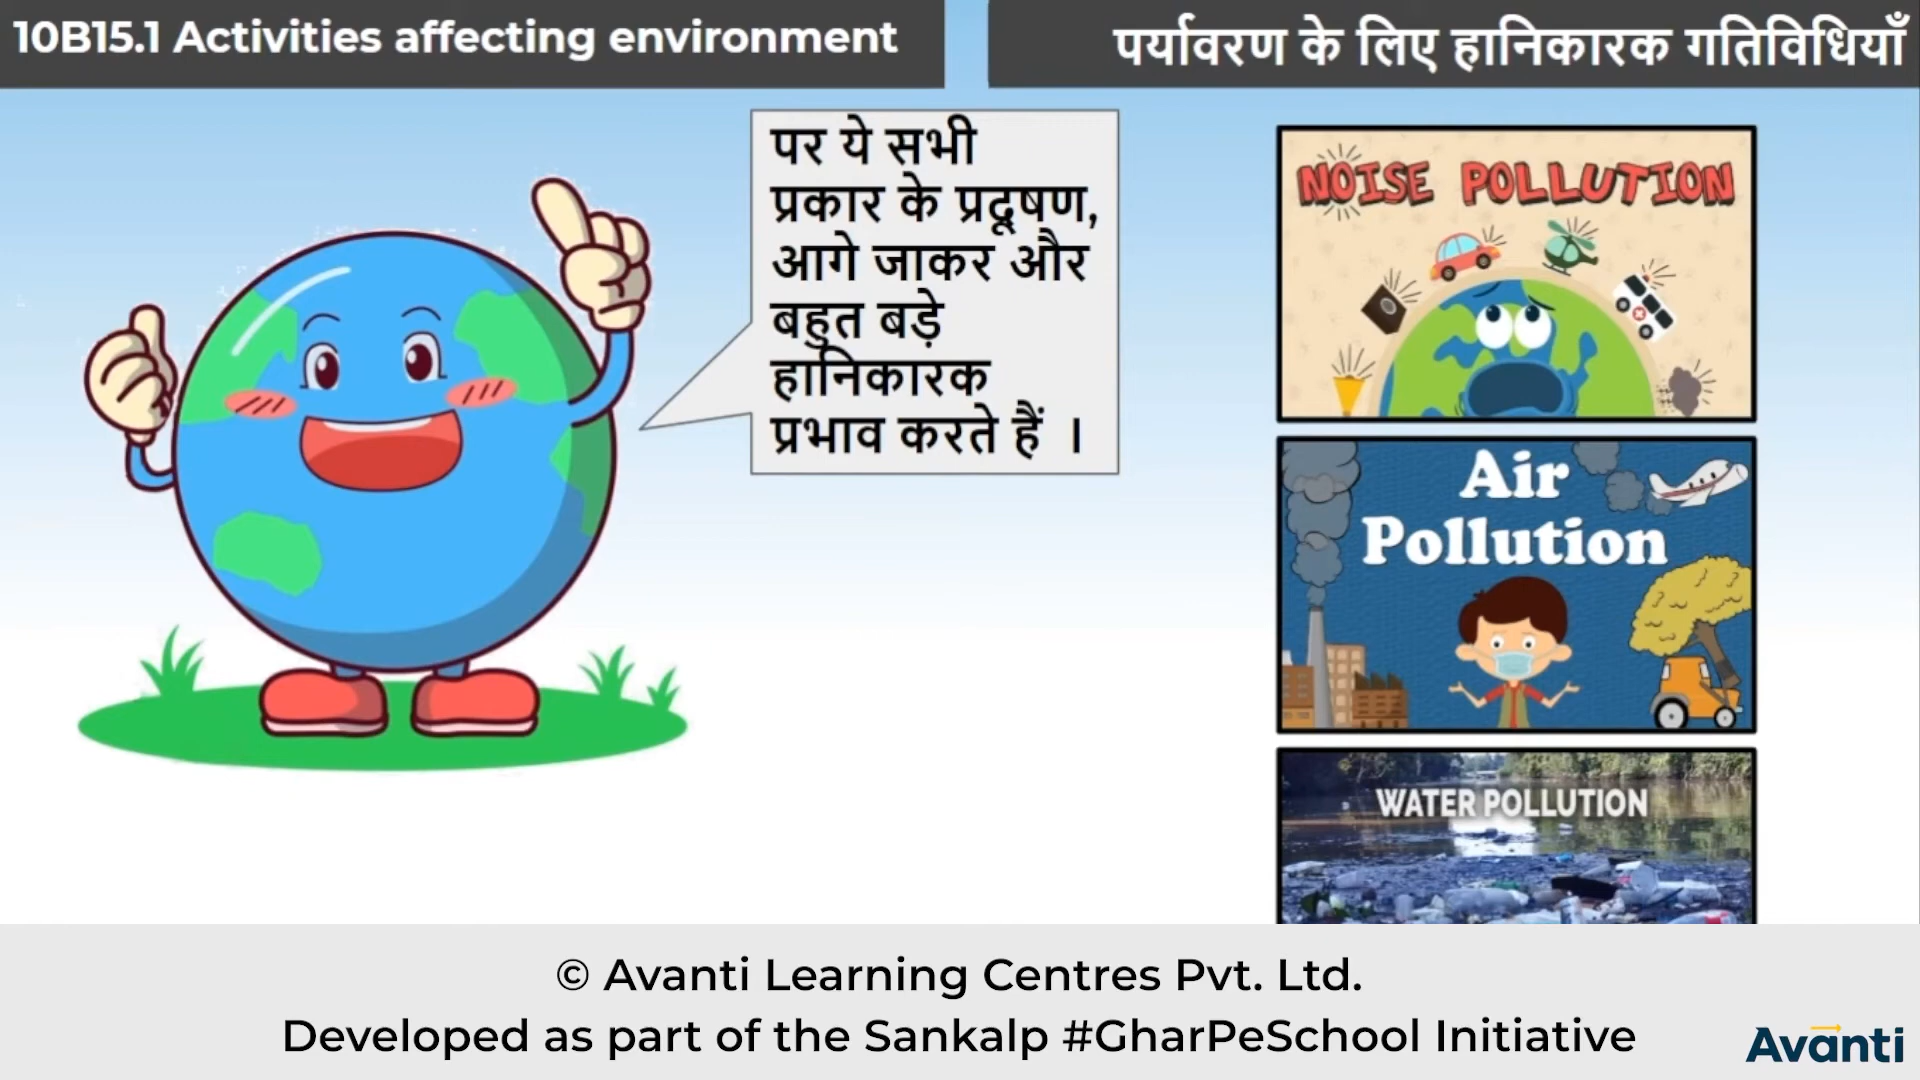 10B15.1 Activities affecting environment
पर्यावरण के लिए हानिकारक गतिविधियाँ
पर ये सभी
प्रकार के प्रदूषण,
आगे जाकर और
बहुत बड़े
हानिकारक
प्रभाव करते हैं ।
NOISE POLLUTION
Air
Pollution
WATER POLLUTION
© Avanti Learning Centres Pvt. Ltd.
Developed as part of the Sankalp #GharPeSchool Initiative
Avanti